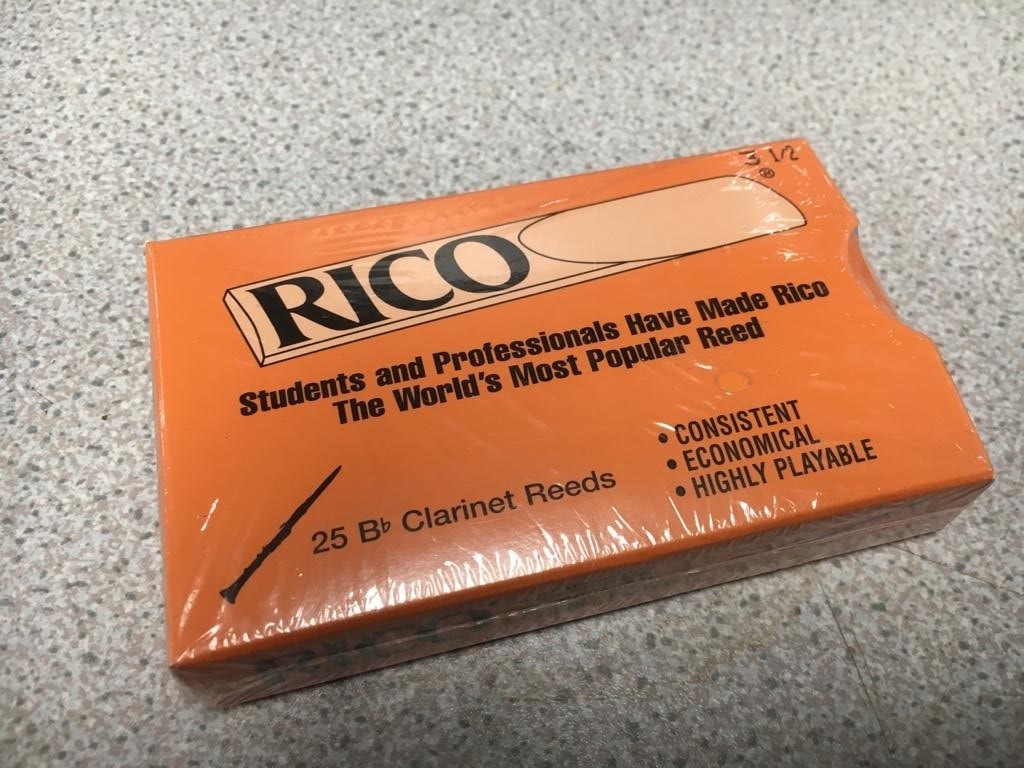 3 1/2
RICO®
Students and Professionals Have Made Rico
The World's Most Popular Reed
• CONSISTENT
• ECONOMICAL
• HIGHLY PLAYABLE
25 B♭ Clarinet Reeds